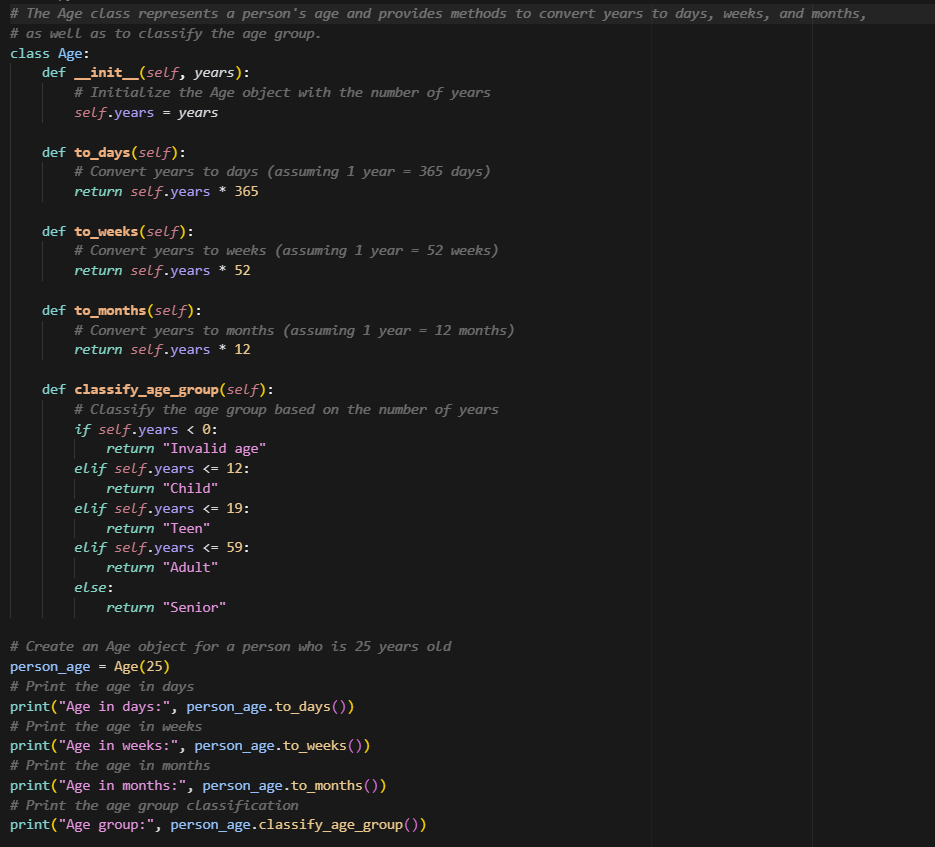 # The Age class represents a person's age and provides methods to convert years to days, weeks, and months,
# as well as to classify the age group.
class Age:
    def __init__(self, years):
        # Initialize the Age object with the number of years
        self.years = years

    def to_days(self):
        # Convert years to days (assuming 1 year = 365 days)
        return self.years * 365

    def to_weeks(self):
        # Convert years to weeks (assuming 1 year = 52 weeks)
        return self.years * 52

    def to_months(self):
        # Convert years to months (assuming 1 year = 12 months)
        return self.years * 12

    def classify_age_group(self):
        # Classify the age group based on the number of years
        if self.years < 0:
            return "Invalid age"
        elif self.years <= 12:
            return "Child"
        elif self.years <= 19:
            return "Teen"
        elif self.years <= 59:
            return "Adult"
        else:
            return "Senior"

# Create an Age object for a person who is 25 years old
person_age = Age(25)
# Print the age in days
print("Age in days:", person_age.to_days())
# Print the age in weeks
print("Age in weeks:", person_age.to_weeks())
# Print the age in months
print("Age in months:", person_age.to_months())
# Print the age group classification
print("Age group:", person_age.classify_age_group())